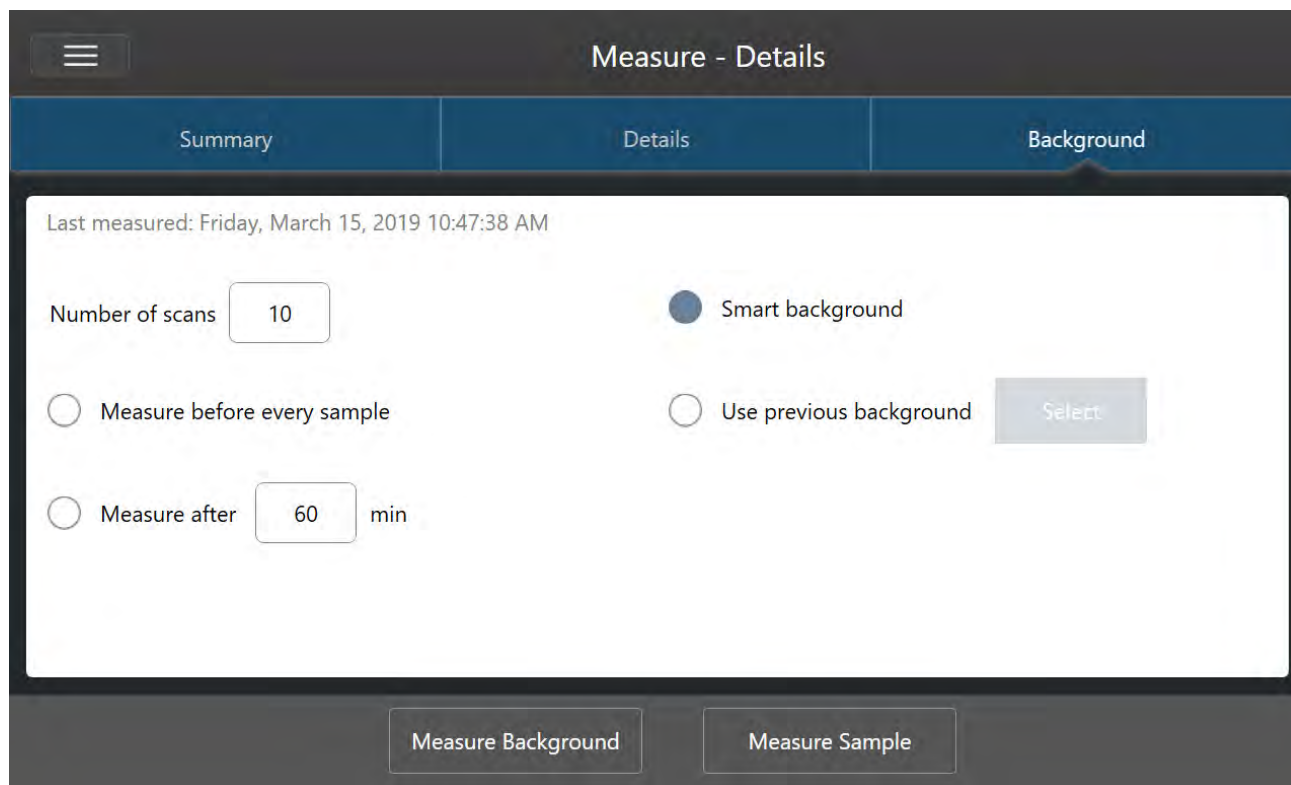 Measure - Details
Summary
Details
Background
Last measured: Friday, March 15, 2019 10:47:38 AM
Number of scans 10
Smart background
Measure before every sample
Use previous background Select
Measure after 60 min
Measure Background
Measure Sample